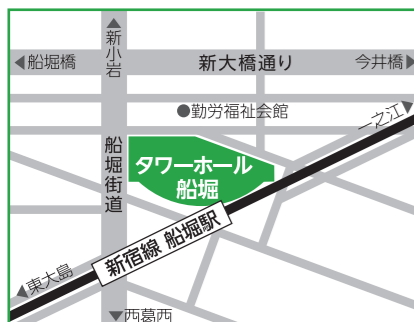 ▲新小岩
◀船堀橋
新大橋通り
今井橋▶
●勤労福祉会館
一之江▶
船堀街道
タワーホール
船堀
新宿線 船堀駅
◀東大島
▼西葛西